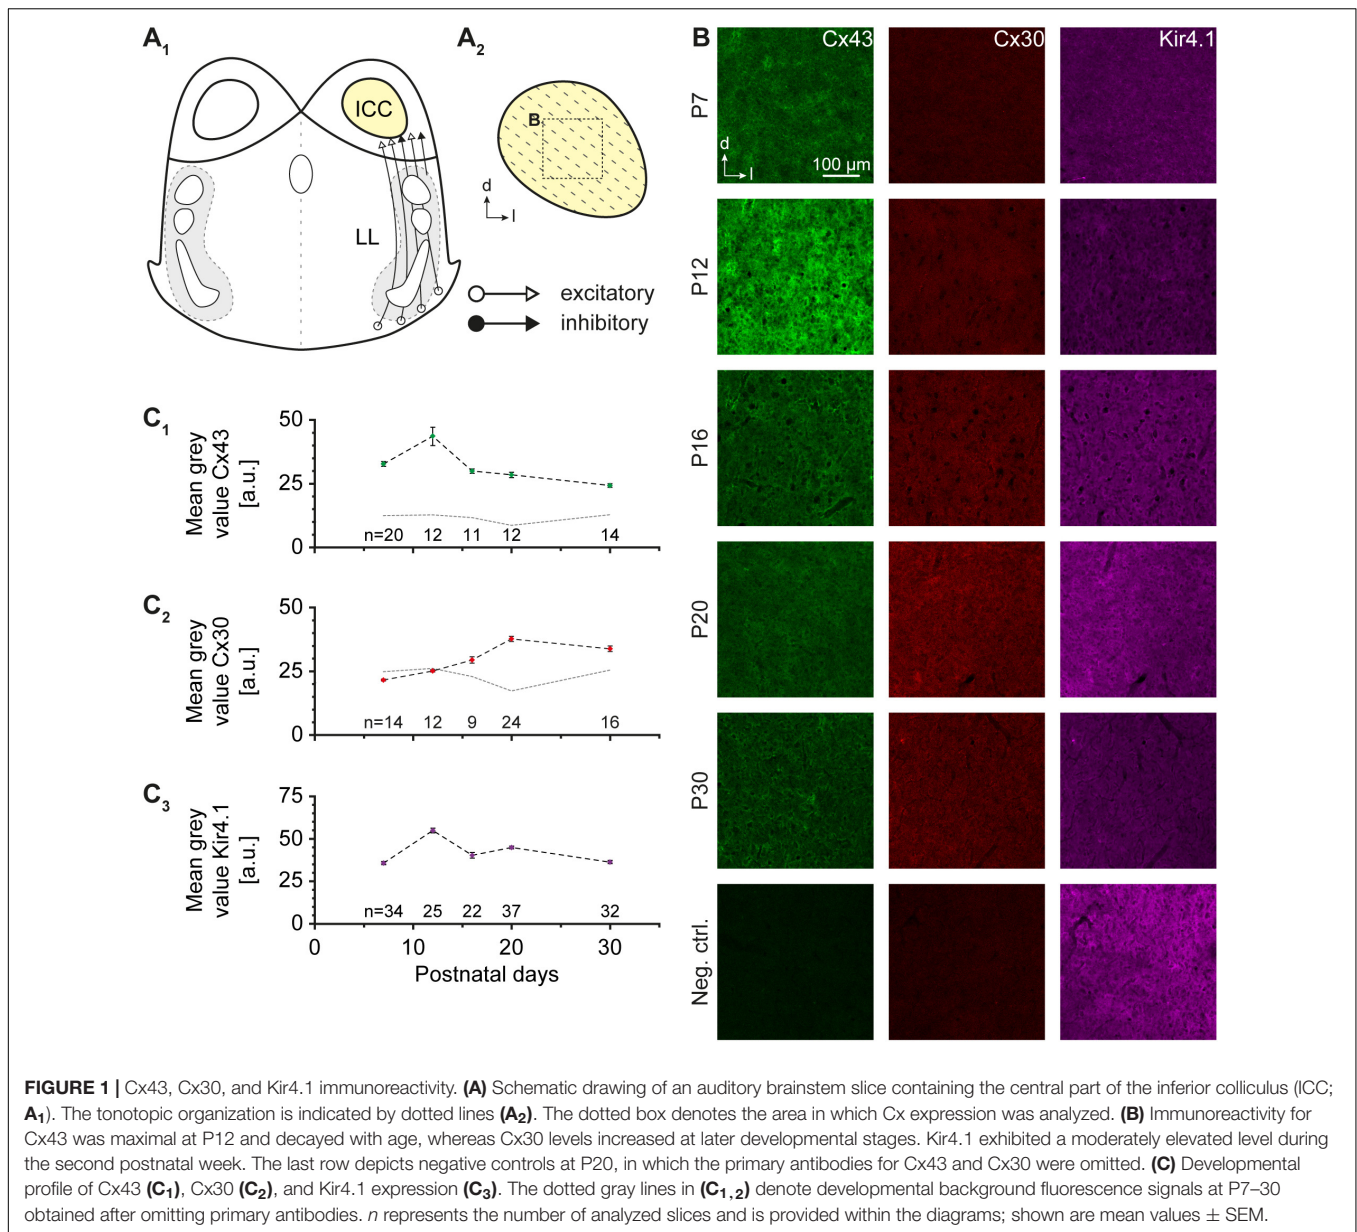 A1
A2
ICC
B
d
l
LL
excitatory
inhibitory
B
Cx43
Cx30
Kir4.1
P7
d
l
100 µm
P12
P16
P20
P30
Neg. ctrl.
C1
Mean grey
value Cx43
[a.u.]
50
25
0
n=20 12 11 12 14
C2
Mean grey
value Cx30
[a.u.]
50
25
0
n=14 12 9 24 16
C3
Mean grey
value Kir4.1
[a.u.]
75
50
25
0
n=34 25 22 37 32
0 10 20 30
Postnatal days
FIGURE 1 | Cx43, Cx30, and Kir4.1 immunoreactivity. (A) Schematic drawing of an auditory brainstem slice containing the central part of the inferior colliculus (ICC;
A1). The tonotopic organization is indicated by dotted lines (A2). The dotted box denotes the area in which Cx expression was analyzed. (B) Immunoreactivity for
Cx43 was maximal at P12 and decayed with age, whereas Cx30 levels increased at later developmental stages. Kir4.1 exhibited a moderately elevated level during
the second postnatal week. The last row depicts negative controls at P20, in which the primary antibodies for Cx43 and Cx30 were omitted. (C) Developmental
profile of Cx43 (C1), Cx30 (C2), and Kir4.1 expression (C3). The dotted gray lines in (C1,2) denote developmental background fluorescence signals at P7–30
obtained after omitting primary antibodies. n represents the number of analyzed slices and is provided within the diagrams; shown are mean values ± SEM.